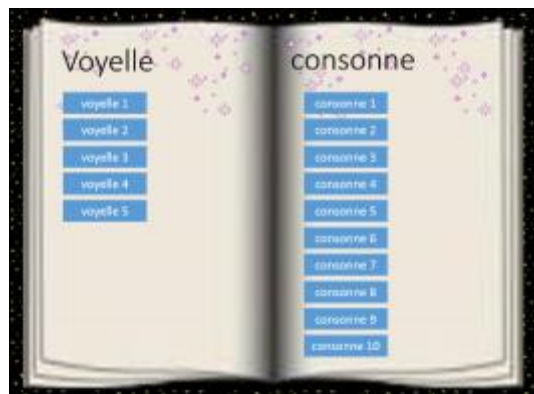 Voyelle
voyelle 1
voyelle 2
voyelle 3
voyelle 4
voyelle 5
consonne
consonne 1
consonne 2
consonne 3
consonne 4
consonne 5
consonne 6
consonne 7
consonne 8
consonne 9
consonne 10